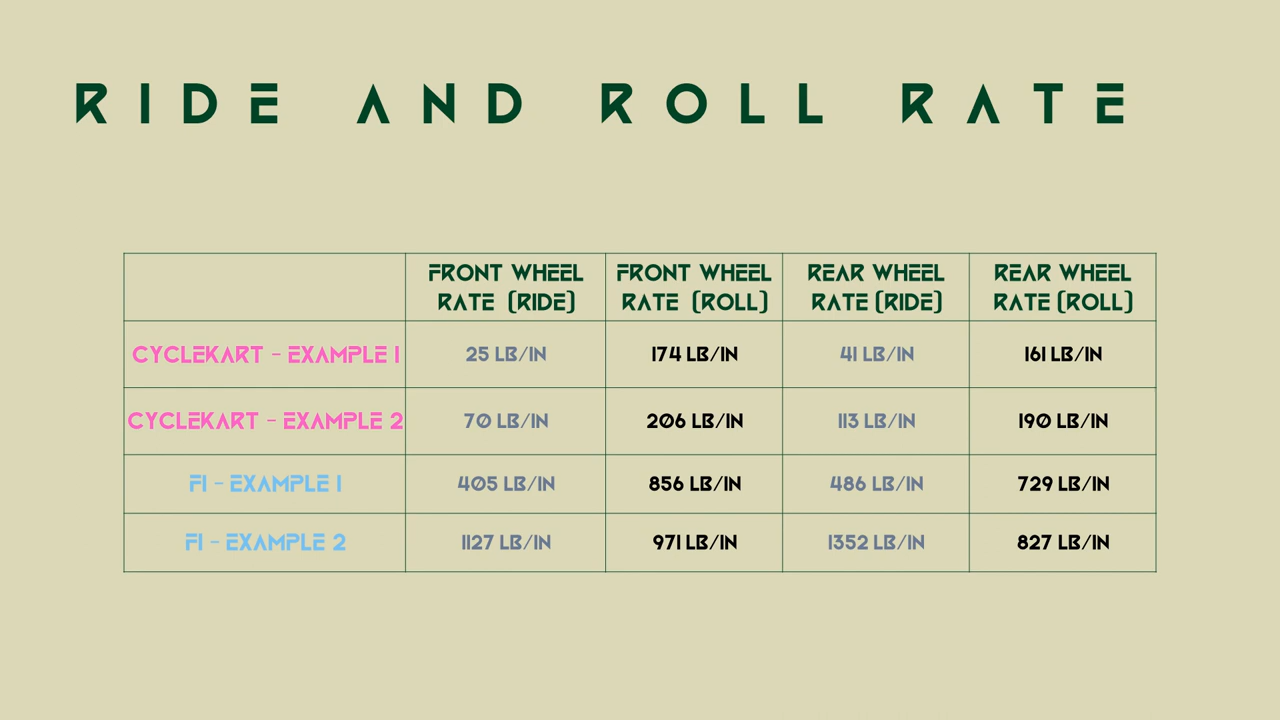 RIDE AND ROLL RATE
FRONT WHEEL RATE (RIDE) FRONT WHEEL RATE (ROLL) REAR WHEEL RATE (RIDE) REAR WHEEL RATE (ROLL)
CYCLEKART - EXAMPLE 1 25 LB/IN 174 LB/IN 41 LB/IN 161 LB/IN
CYCLEKART - EXAMPLE 2 70 LB/IN 206 LB/IN 113 LB/IN 190 LB/IN
F1 - EXAMPLE 1 405 LB/IN 856 LB/IN 486 LB/IN 729 LB/IN
F1 - EXAMPLE 2 1127 LB/IN 971 LB/IN 1352 LB/IN 827 LB/IN